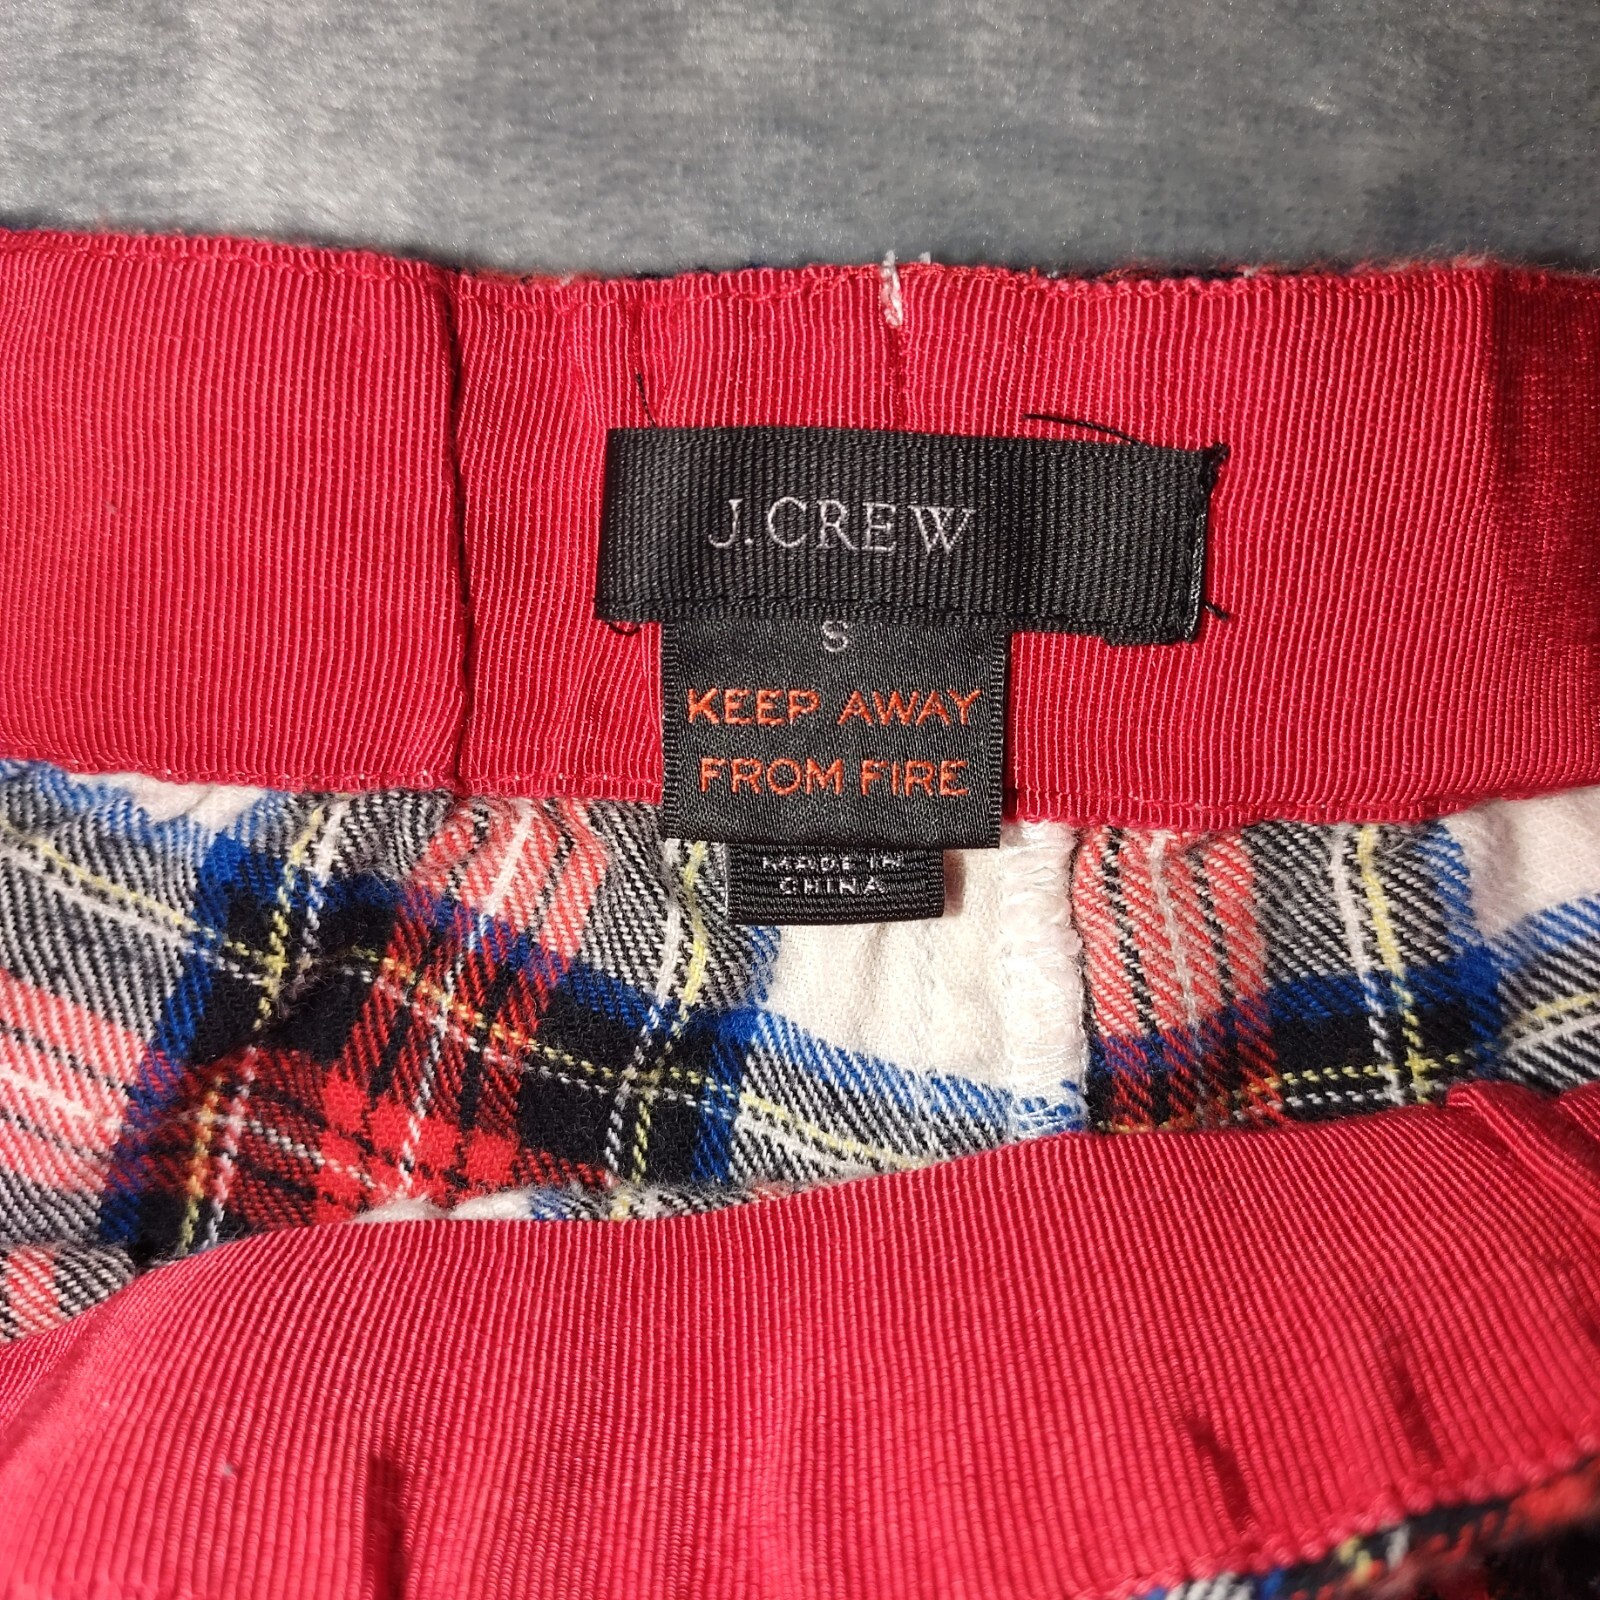 J.CREW
S
KEEP AWAY
FROM FIRE
MADE IN
CHINA